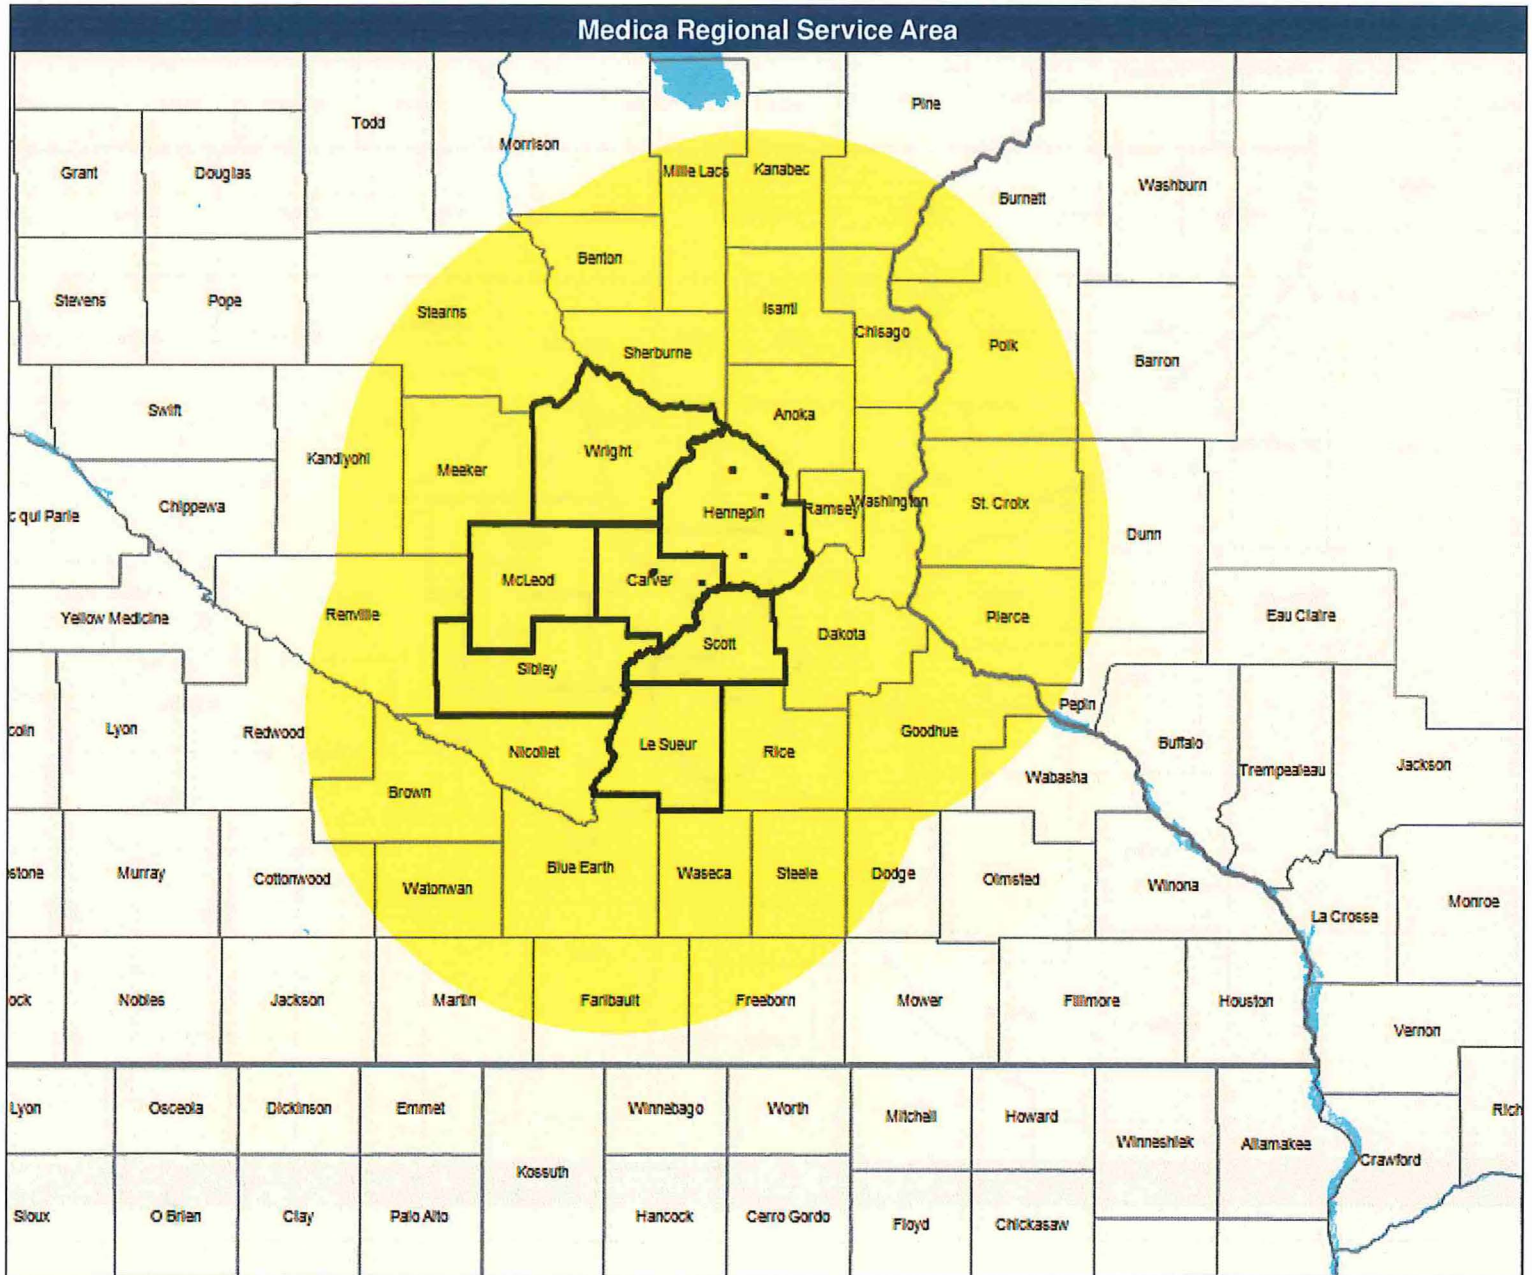 Medica Regional Service Area
Pine
Todd
Morrison
Grant
Douglas
Mille Lacs
Kanabec
Burnett
Washburn
Benton
Stevens
Pope
Stearns
Isanti
Chisago
Sherburne
Polk
Barron
Swift
Anoka
Kandiyohi
Meeker
Wright
c qui Parle
Chippewa
Hennepin
Ramsey
Washington
St. Croix
Dunn
McLeod
Carver
Yellow Medicine
Renville
Scott
Dakota
Pierce
Eau Claire
Sibley
coln
Lyon
Redwood
Nicollet
Le Sueur
Rice
Goodhue
Pepin
Buffalo
Trempealeau
Jackson
Brown
Wabasha
stone
Murray
Cottonwood
Watonwan
Blue Earth
Waseca
Steele
Dodge
Olmsted
Winona
La Crosse
Monroe
ock
Nobles
Jackson
Martin
Faribault
Freeborn
Mower
Fillmore
Houston
Vernon
Lyon
Osceola
Dickinson
Emmet
Winnebago
Worth
Mitchell
Howard
Rich
Kossuth
Winneshiek
Allamakee
Crawford
Sioux
O Brien
Clay
Palo Alto
Hancock
Cerro Gordo
Floyd
Chickasaw